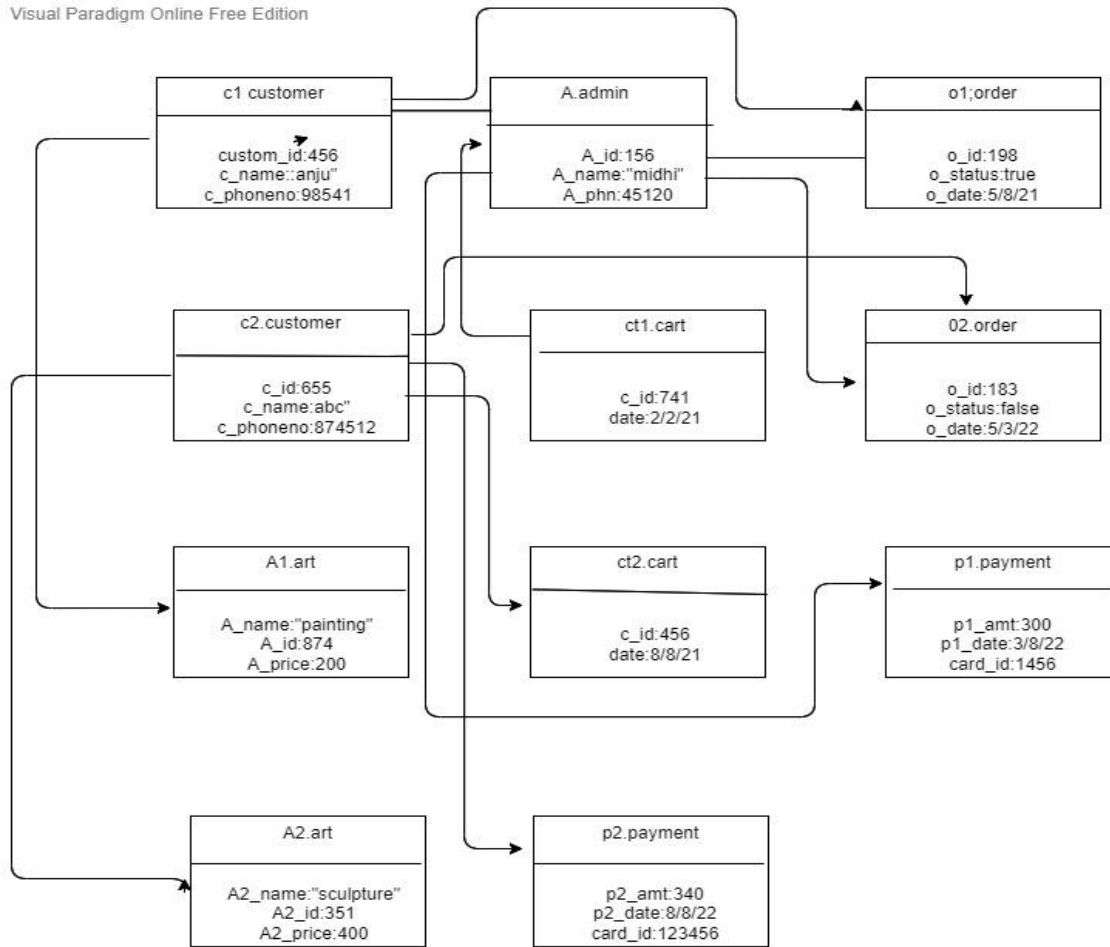 Visual Paradigm Online Free Edition
c1 customer
custom_id:456
c_name::anju"
c_phoneno:98541
A.admin
A_id:156
A_name:"midhi"
A_phn:45120
o1;order
o_id:198
o_status:true
o_date:5/8/21
c2.customer
c_id:655
c_name:abc"
c_phoneno:874512
ct1.cart
c_id:741
date:2/2/21
02.order
o_id:183
o_status:false
o_date:5/3/22
A1.art
A_name:"painting"
A_id:874
A_price:200
ct2.cart
c_id:456
date:8/8/21
p1.payment
p1_amt:300
p1_date:3/8/22
card_id:1456
A2.art
A2_name:"sculpture"
A2_id:351
A2_price:400
p2.payment
p2_amt:340
p2_date:8/8/22
card_id:123456